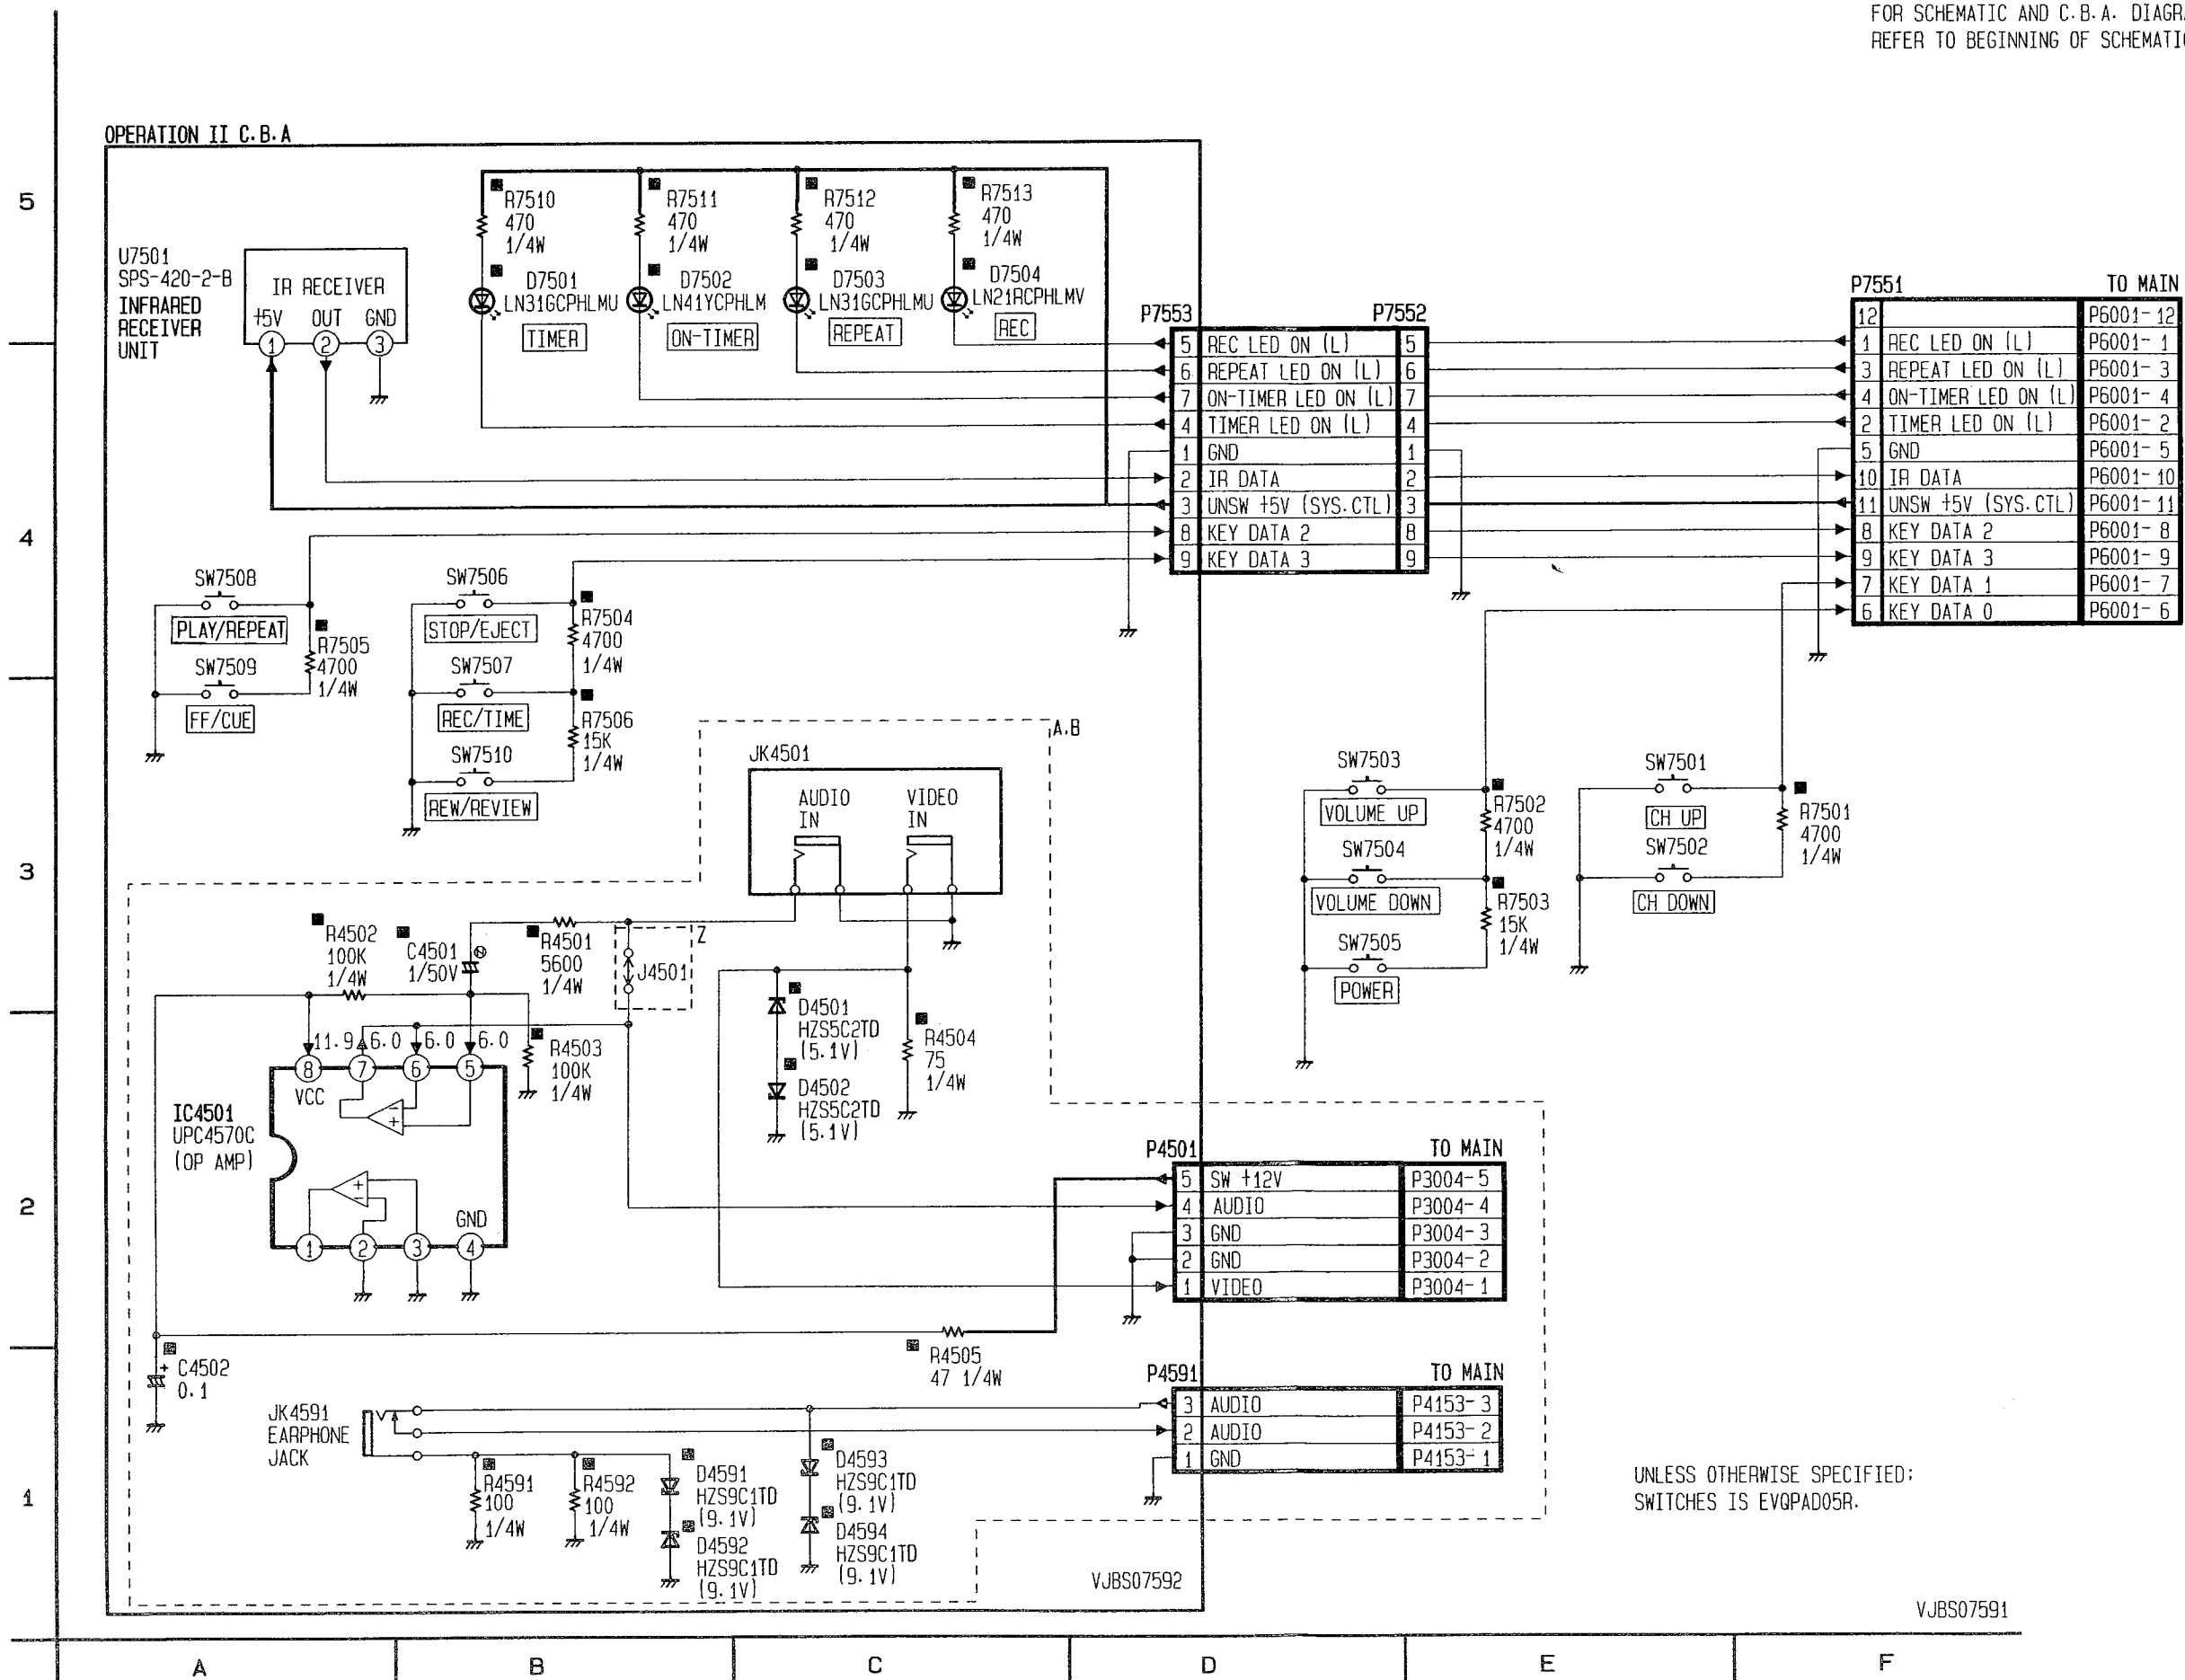 FOR SCHEMATIC AND C.B.A. DIAGR
REFER TO BEGINNING OF SCHEMATI
OPERATION II C.B.A
5
4
3
2
1
U7501
SPS-420-2-B
INFRARED
RECEIVER
UNIT
IR RECEIVER
+5V OUT GND
1 2 3
R7510
470
1/4W
D7501
LN31GCPHLMU
TIMER
R7511
470
1/4W
D7502
LN41YCPHLM
ON-TIMER
R7512
470
1/4W
D7503
LN31GCPHLMU
REPEAT
R7513
470
1/4W
D7504
LN21RCPHLMV
REC
P7553 P7552
5 REC LED ON (L) 5
6 REPEAT LED ON (L) 6
7 ON-TIMER LED ON (L) 7
4 TIMER LED ON (L) 4
1 GND 1
2 IR DATA 2
3 UNSW +5V (SYS.CTL) 3
8 KEY DATA 2 8
9 KEY DATA 3 9
P7551 TO MAIN
12 P6001-12
1 REC LED ON (L) P6001- 1
3 REPEAT LED ON (L) P6001- 3
4 ON-TIMER LED ON (L) P6001- 4
2 TIMER LED ON (L) P6001- 2
5 GND P6001- 5
10 IR DATA P6001-10
11 UNSW +5V (SYS.CTL) P6001-11
8 KEY DATA 2 P6001- 8
9 KEY DATA 3 P6001- 9
7 KEY DATA 1 P6001- 7
6 KEY DATA 0 P6001- 6
SW7508
PLAY/REPEAT
SW7509
FF/CUE
R7505
4700
1/4W
SW7506
STOP/EJECT
SW7507
REC/TIME
SW7510
REW/REVIEW
R7504
4700
1/4W
R7506
15K
1/4W
A.B
JK4501
AUDIO
IN
VIDEO
IN
SW7503
VOLUME UP
SW7504
VOLUME DOWN
SW7505
POWER
R7502
4700
1/4W
R7503
15K
1/4W
SW7501
CH UP
SW7502
CH DOWN
R7501
4700
1/4W
R4502
100K
1/4W
C4501
1/50V
N
R4501
5600
1/4W
Z
J4501
D4501
HZS5C2TD
(5.1V)
D4502
HZS5C2TD
(5.1V)
R4504
75
1/4W
11.9 6.0 6.0 6.0
8 7 6 5
VCC
R4503
100K
1/4W
IC4501
UPC4570C
(OP AMP)
GND
1 2 3 4
P4501 TO MAIN
5 SW +12V P3004- 5
4 AUDIO P3004- 4
3 GND P3004- 3
2 GND P3004- 2
1 VIDEO P3004- 1
+ C4502
0.1
R4505
47 1/4W
P4591 TO MAIN
3 AUDIO P4153- 3
2 AUDIO P4153- 2
1 GND P4153- 1
JK4591
EARPHONE
JACK
R4591
100
1/4W
R4592
100
1/4W
D4591
HZS9C1TD
(9.1V)
D4592
HZS9C1TD
(9.1V)
D4593
HZS9C1TD
(9.1V)
D4594
HZS9C1TD
(9.1V)
UNLESS OTHERWISE SPECIFIED;
SWITCHES IS EVQPAD05R.
VJBS07592
VJBS07591
A B C D E F